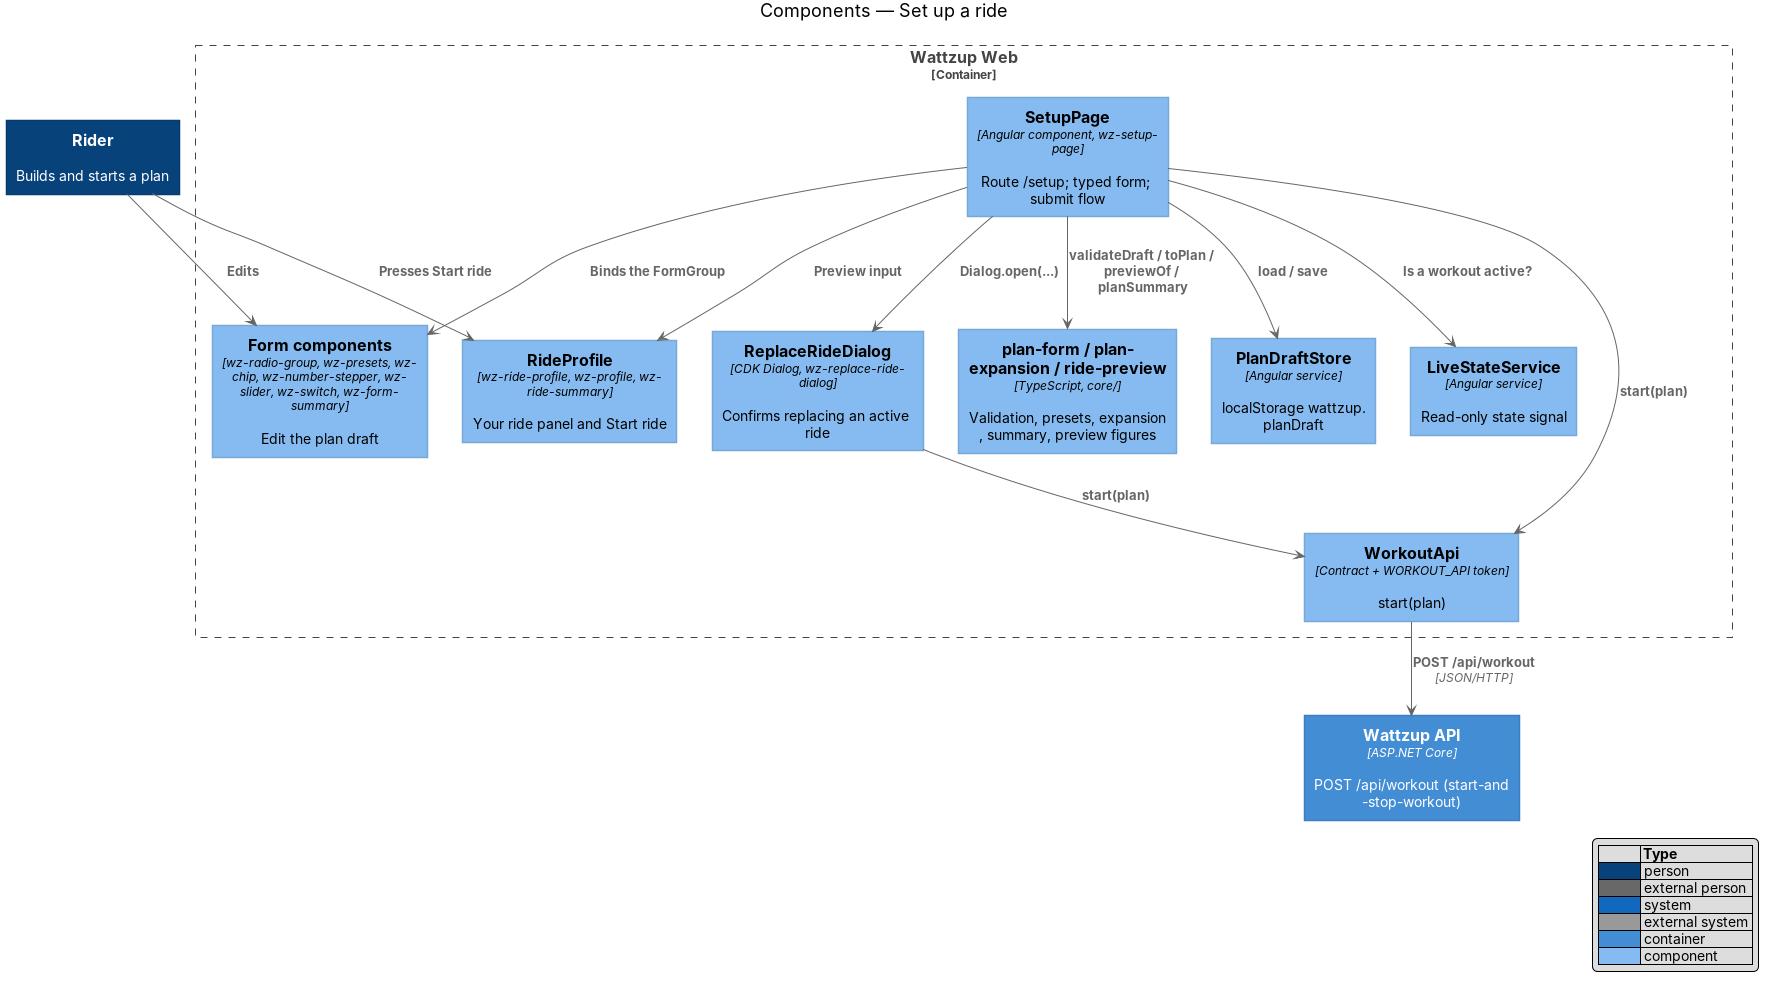 Components — Set up a ride
Wattzup Web
[Container]
SetupPage
[Angular component, wz-setup-
page]
Route /setup; typed form;
submit flow
Rider
Builds and starts a plan
Edits
Presses Start ride
Binds the FormGroup
Preview input
Dialog.open(...)
validateDraft / toPlan /
previewOf /
planSummary
load / save
Is a workout active?
start(plan)
Form components
[wz-radio-group, wz-presets, wz-
chip, wz-number-stepper, wz-
slider, wz-switch, wz-form-
summary]
Edit the plan draft
RideProfile
[wz-ride-profile, wz-profile, wz-
ride-summary]
Your ride panel and Start ride
ReplaceRideDialog
[CDK Dialog, wz-replace-ride-
dialog]
Confirms replacing an active
ride
plan-form / plan-
expansion / ride-preview
[TypeScript, core/]
Validation, presets, expansion
, summary, preview figures
PlanDraftStore
[Angular service]
localStorage wattzup.
planDraft
LiveStateService
[Angular service]
Read-only state signal
start(plan)
WorkoutApi
[Contract + WORKOUT_API token]
start(plan)
POST /api/workout
[JSON/HTTP]
Wattzup API
[ASP.NET Core]
POST /api/workout (start-and
-stop-workout)
Type
person
external person
system
external system
container
component